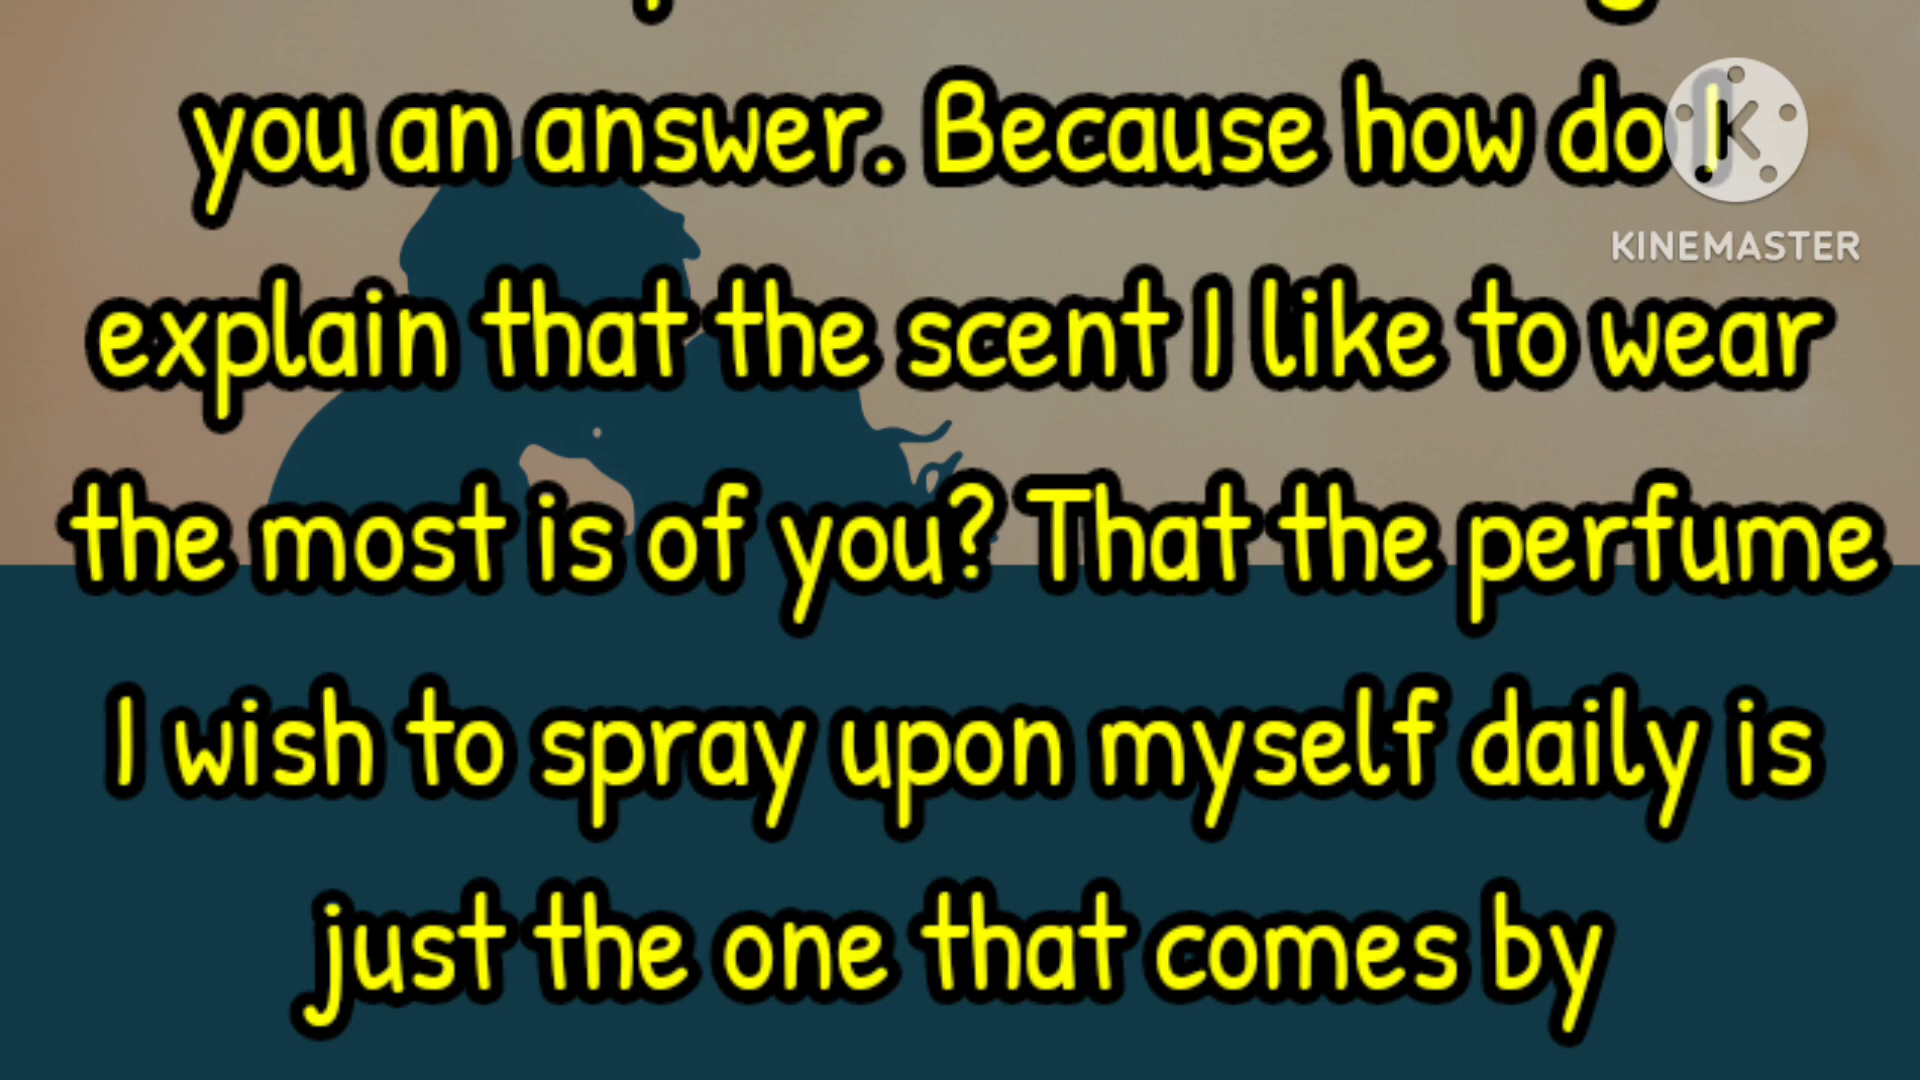 you an answer. Because how do I
KINEMASTER
explain that the scent I like to wear
the most is of you? That the perfume
I wish to spray upon myself daily is
just the one that comes by